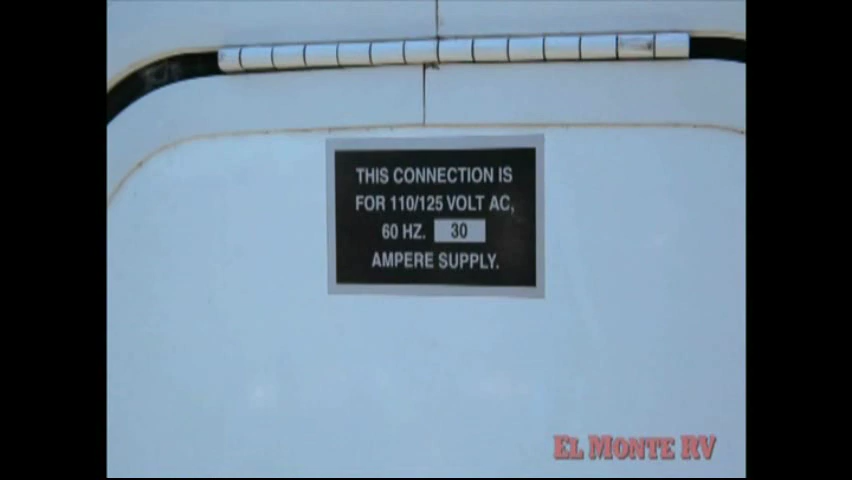 THIS CONNECTION IS
FOR 110/125 VOLT AC,
60 HZ. 30
AMPERE SUPPLY.
EL MONTE RV